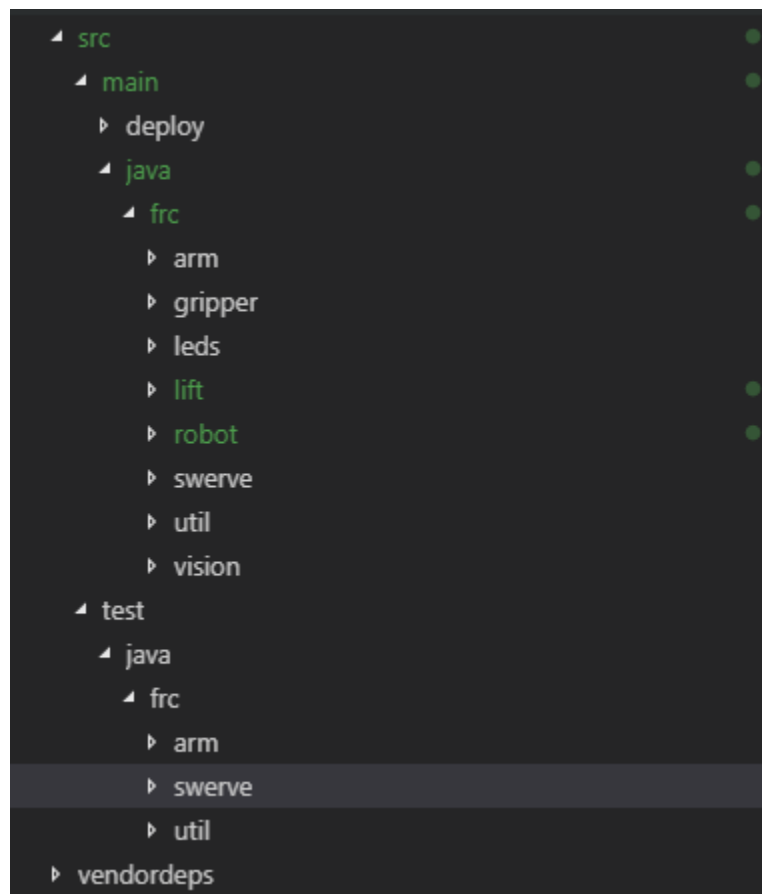 src
main
deploy
java
frc
arm
gripper
leds
lift
robot
swerve
util
vision
test
java
frc
arm
swerve
util
vendordeps